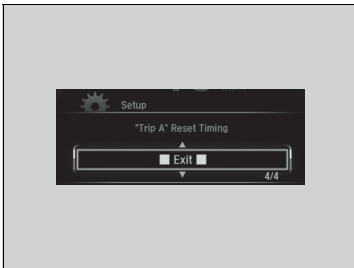 Setup
"Trip A" Reset Timing
▲
■ Exit ■
▼
4/4